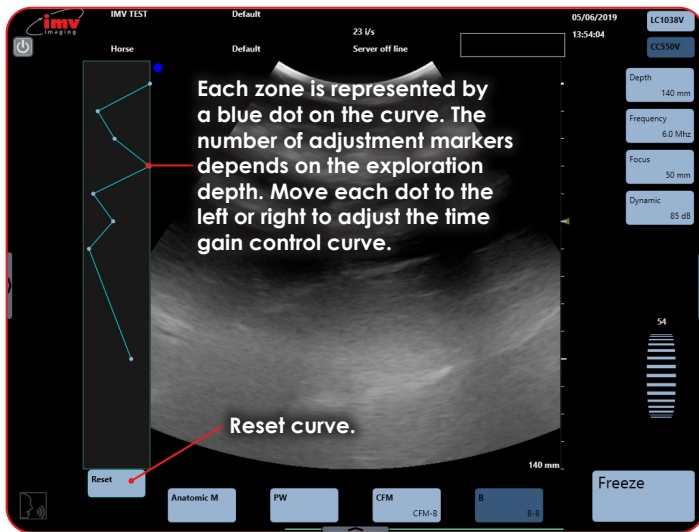 imv
imaging
IMV TEST
Default
05/06/2019
LC1038V
23 i/s
13:54:04
Horse
Default
Server off line
CC550V
Depth
140 mm
Frequency
6.0 Mhz
Focus
50 mm
Dynamic
85 dB
Each zone is represented by
a blue dot on the curve. The
number of adjustment markers
depends on the exploration
depth. Move each dot to the
left or right to adjust the time
gain control curve.
54
Reset curve.
140 mm
Reset
Anatomic M
PW
CFM
CFM-B
B
B-B
Freeze